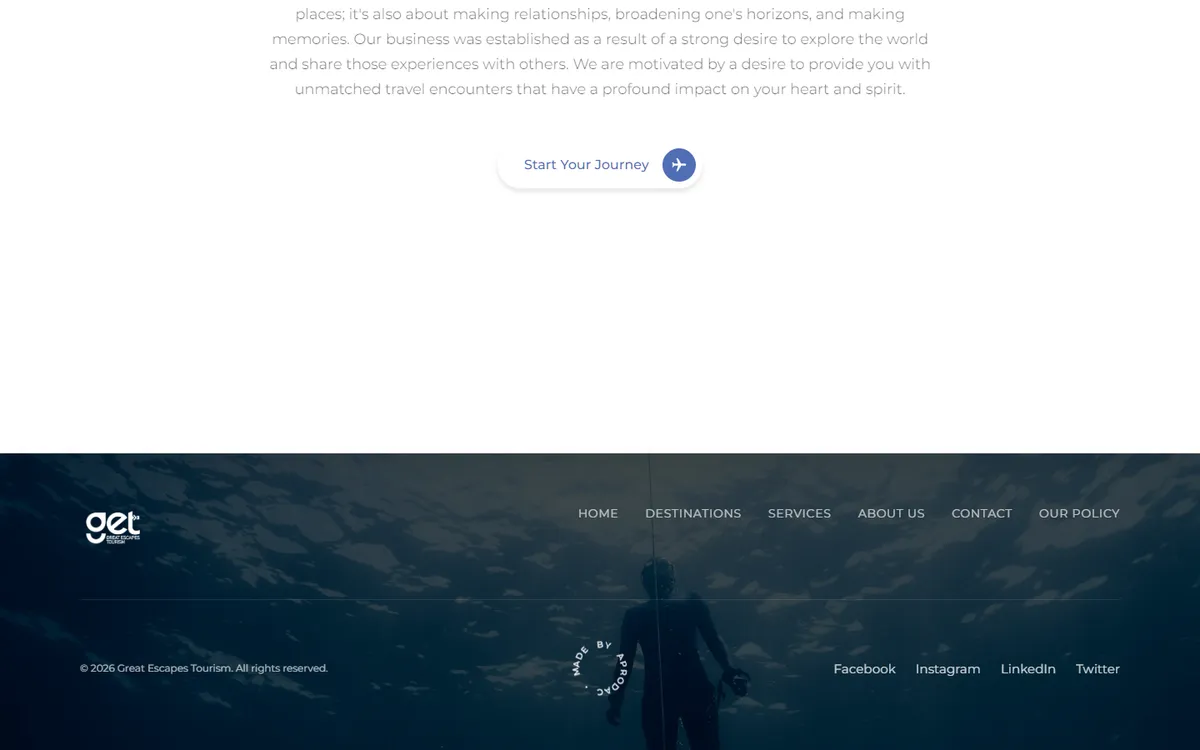 places; it's also about making relationships, broadening one's horizons, and making
memories. Our business was established as a result of a strong desire to explore the world
and share those experiences with others. We are motivated by a desire to provide you with
unmatched travel encounters that have a profound impact on your heart and spirit.
Start Your Journey
get
GREAT ESCAPES
TOURISM
HOME DESTINATIONS SERVICES ABOUT US CONTACT OUR POLICY
© 2026 Great Escapes Tourism. All rights reserved.
MADE BY APRODAC ·
Facebook Instagram LinkedIn Twitter